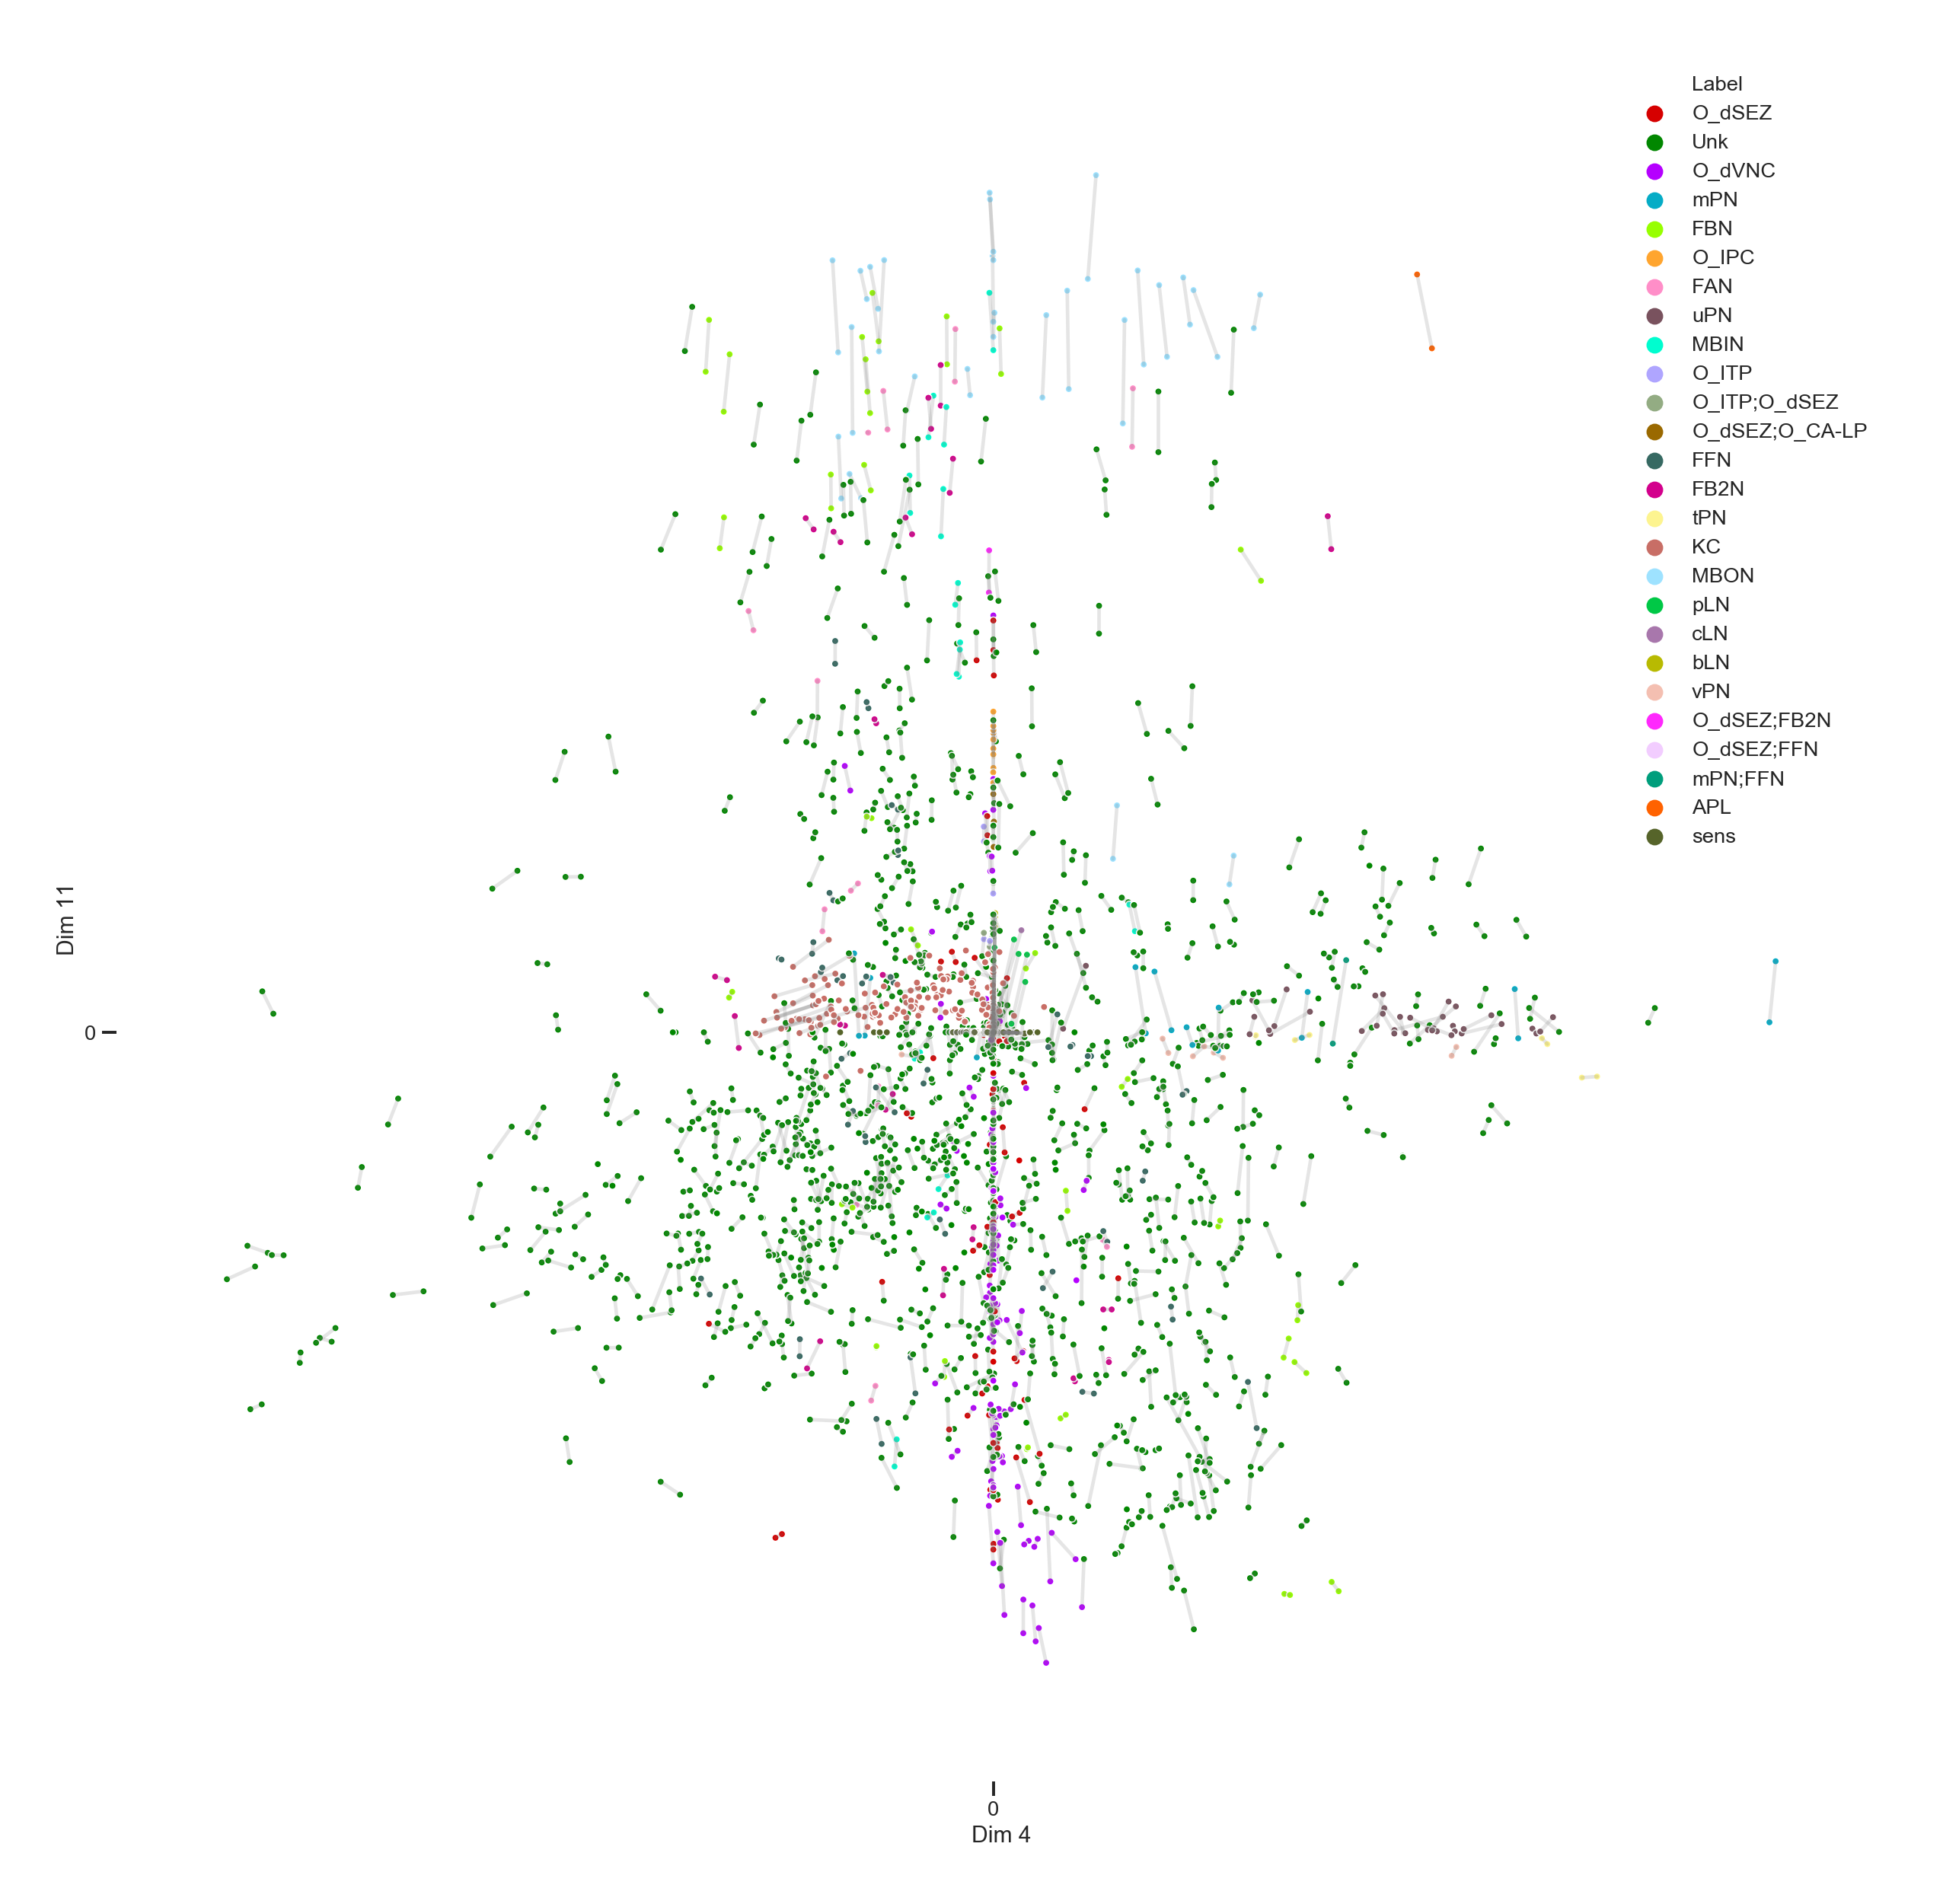 Label
O_dSEZ
Unk
O_dVNC
mPN
FBN
O_IPC
FAN
uPN
MBIN
O_ITP
O_ITP;O_dSEZ
O_dSEZ;O_CA-LP
FFN
FB2N
tPN
KC
MBON
pLN
cLN
bLN
vPN
O_dSEZ;FB2N
O_dSEZ;FFN
mPN;FFN
APL
sens
Dim 11
0
0
Dim 4